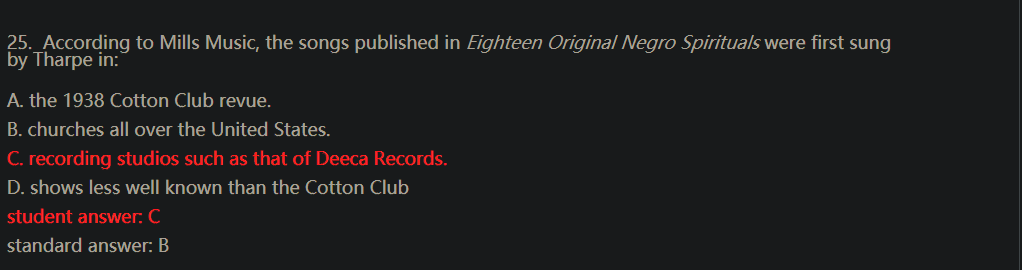 25.  According to Mills Music, the songs published in Eighteen Original Negro Spirituals were first sung
by Tharpe in:
A. the 1938 Cotton Club revue.
B. churches all over the United States.
C. recording studios such as that of Deeca Records.
D. shows less well known than the Cotton Club
student answer: C
standard answer: B